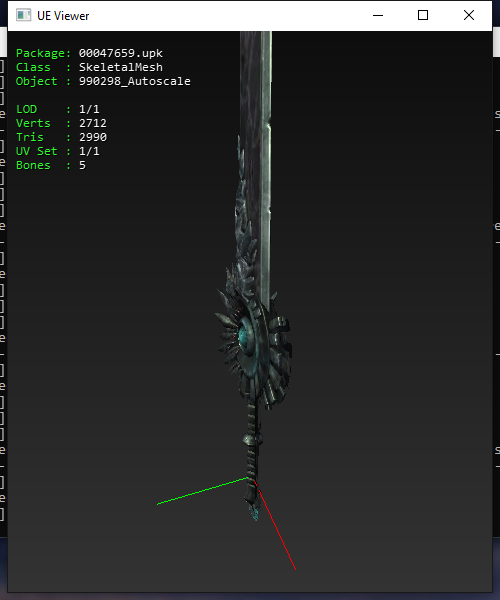 UE Viewer
Package: 00047659.upk
Class : SkeletalMesh
Object : 990298_Autoscale
LOD : 1/1
Verts : 2712
Tris : 2990
UV Set : 1/1
Bones : 5